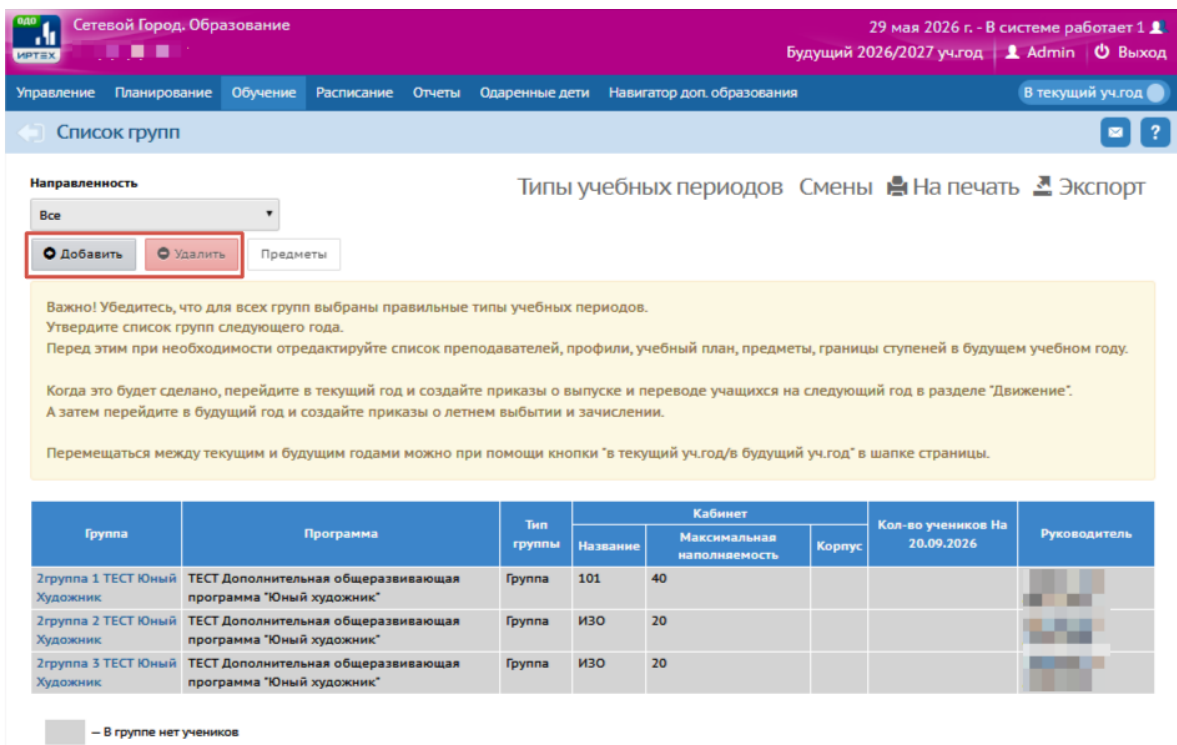 ОДО
ИРТЕХ
Сетевой Город. Образование
29 мая 2026 г. - В системе работает 1
Будущий 2026/2027 уч.год Admin Выход
Управление Планирование Обучение Расписание Отчеты Одаренные дети Навигатор доп. образования В текущий уч.год
Список групп ?
Направленность
Типы учебных периодов Смены На печать Экспорт
Все
Добавить Удалить Предметы
Важно! Убедитесь, что для всех групп выбраны правильные типы учебных периодов.
Утвердите список групп следующего года.
Перед этим при необходимости отредактируйте список преподавателей, профили, учебный план, предметы, границы ступеней в будущем учебном году.
Когда это будет сделано, перейдите в текущий год и создайте приказы о выпуске и переводе учащихся на следующий год в разделе "Движение".
А затем перейдите в будущий год и создайте приказы о летнем выбытии и зачислении.
Перемещаться между текущим и будущим годами можно при помощи кнопки "в текущий уч.год/в будущий уч.год" в шапке страницы.
Группа Программа Тип группы Кабинет Кол-во учеников На 20.09.2026 Руководитель
Название Максимальная наполняемость Корпус
2группа 1 ТЕСТ Юный ТЕСТ Дополнительная общеразвивающая Группа 101 40
Художник программа "Юный художник"
2группа 2 ТЕСТ Юный ТЕСТ Дополнительная общеразвивающая Группа ИЗО 20
Художник программа "Юный художник"
2группа 3 ТЕСТ Юный ТЕСТ Дополнительная общеразвивающая Группа ИЗО 20
Художник программа "Юный художник"
— В группе нет учеников